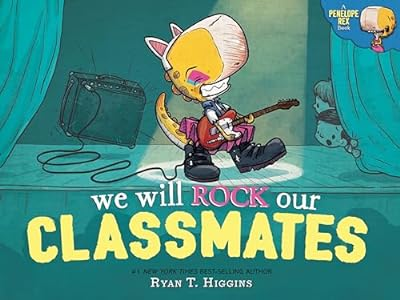 A
PENELOPE
REX
Book
we will ROCK our
CLASSMATES
#1 NEW YORK TIMES BEST-SELLING AUTHOR
RYAN T. HIGGINS